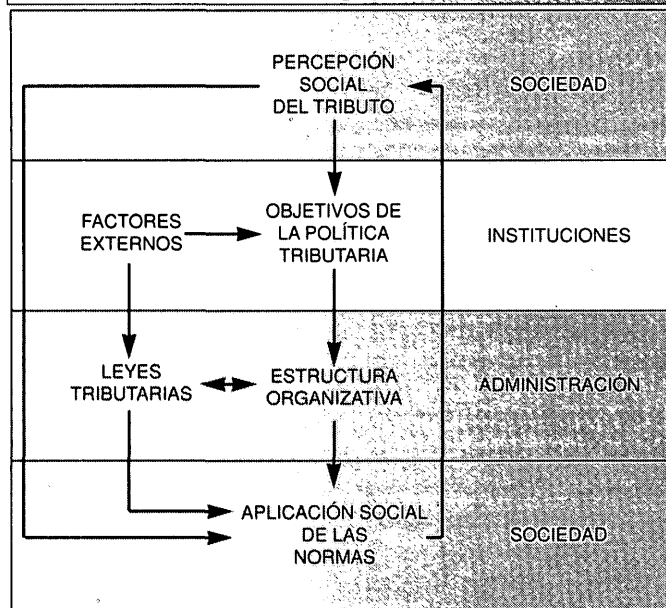 PERCEPCIÓN
SOCIAL
DEL TRIBUTO
SOCIEDAD
FACTORES
EXTERNOS
OBJETIVOS DE
LA POLÍTICA
TRIBUTARIA
INSTITUCIONES
LEYES
TRIBUTARIAS
ESTRUCTURA
ORGANIZATIVA
ADMINISTRACIÓN
APLICACIÓN SOCIAL
DE LAS
NORMAS
SOCIEDAD